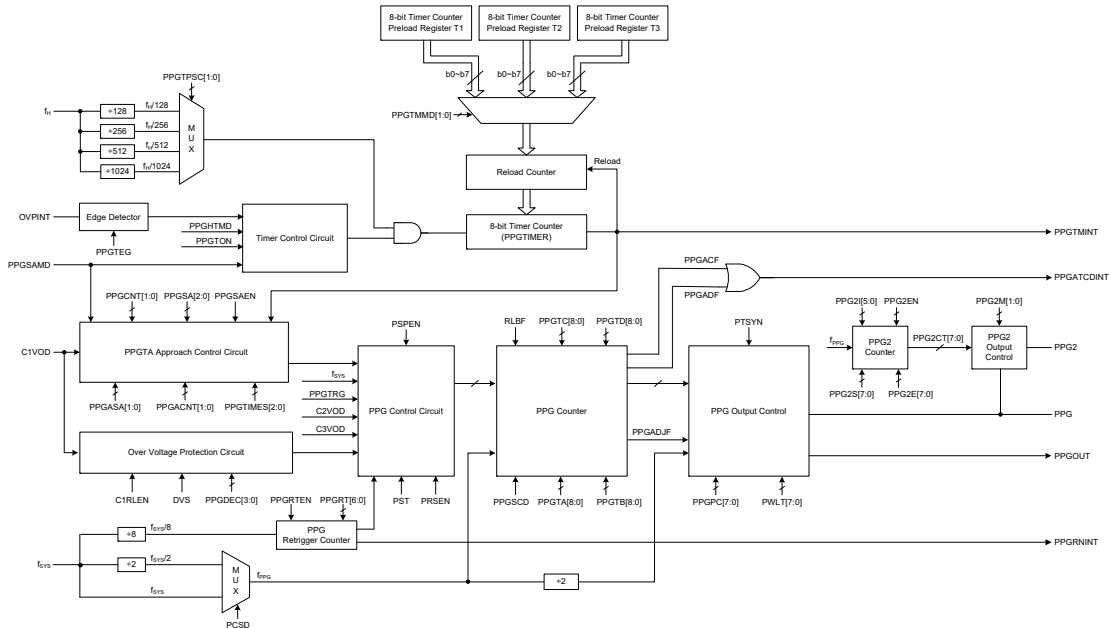 8-bit Timer Counter
Preload Register T1
8-bit Timer Counter
Preload Register T2
8-bit Timer Counter
Preload Register T3
b0~b7
b0~b7
b0~b7
PPGTPSC[1:0]
fH
÷128
fH/128
÷256
fH/256
÷512
fH/512
÷1024
fH/1024
M
U
X
PPGTMMD[1:0]
Reload Counter
Reload
OVPINT
Edge Detector
PPGTEG
PPGHTMD
PPGTON
Timer Control Circuit
8-bit Timer Counter
(PPGTIMER)
PPGTMINT
PPGSAMD
PPGACF
PPGADF
PPGATCDINT
PPGCNT[1:0]
PPGSA[2:0]
PPGSAEN
C1VOD
PPGTA Approach Control Circuit
PPGASA[1:0]
PPGACNT[1:0]
PPGTIMES[2:0]
PSPEN
fSYS
PPGTRG
C2VOD
C3VOD
PPG Control Circuit
PST
PRSEN
RLBF
PPGTC[8:0]
PPGTD[8:0]
PPG Counter
PPGADJF
PPGSCD
PPGTA[8:0]
PPGTB[8:0]
PTSYN
PPG Output Control
PPGPC[7:0]
PWLT[7:0]
PPG2I[5:0]
PPG2EN
fPPG
PPG2
Counter
PPG2CT[7:0]
PPG2S[7:0]
PPG2E[7:0]
PPG2M[1:0]
PPG2
Output
Control
PPG2
PPG
PPGOUT
Over Voltage Protection Circuit
C1RLEN
DVS
PPGDEC[3:0]
PPGRTEN
PPGRT[6:0]
PPG
Retrigger Counter
PPGRNINT
fSYS
÷8
fSYS/8
÷2
fSYS/2
fSYS
M
U
X
PCSD
fPPG
÷2